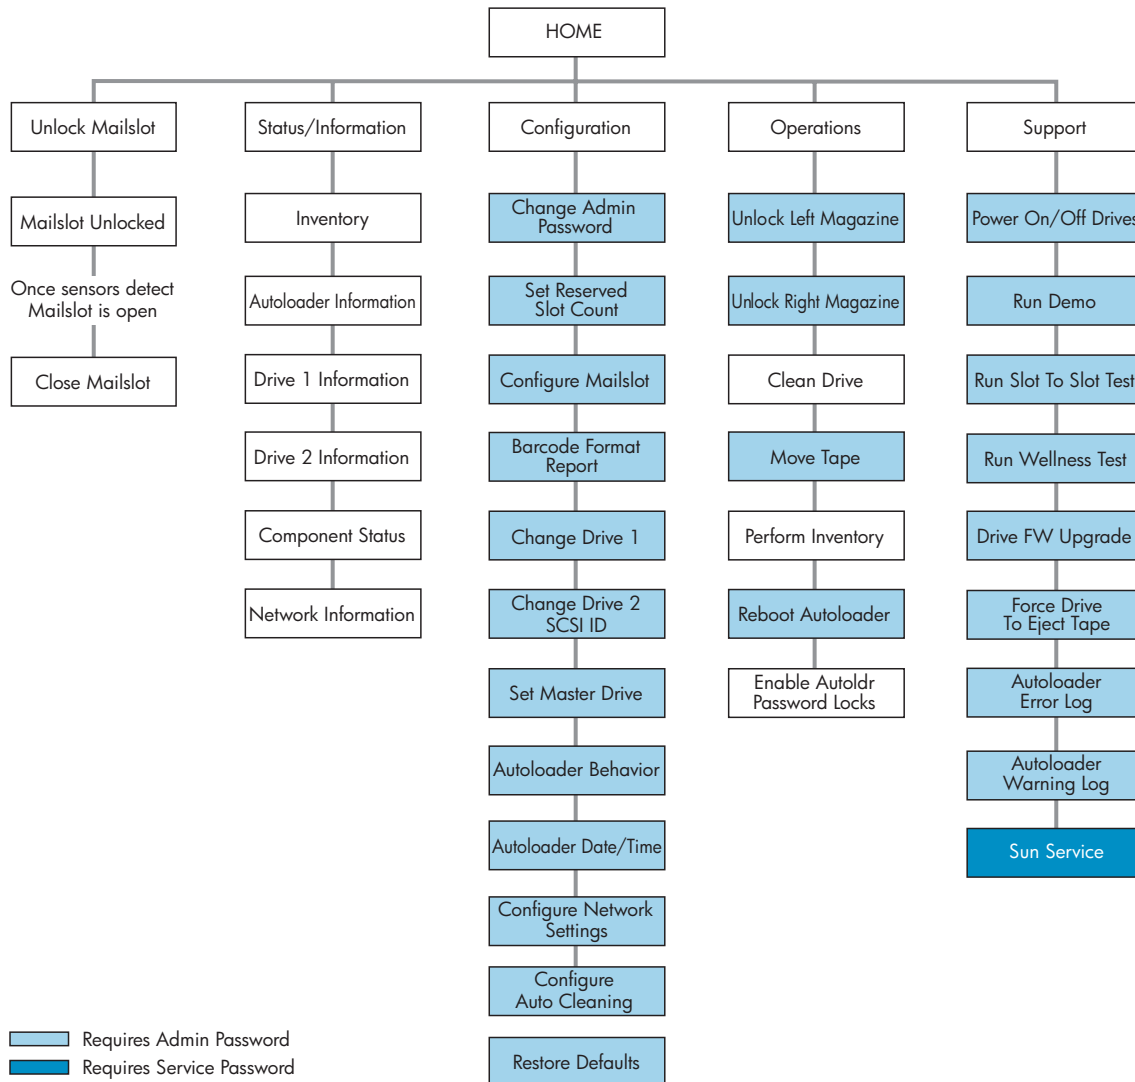 HOME
Unlock Mailslot
Mailslot Unlocked
Once sensors detect
Mailslot is open
Close Mailslot
Status/Information
Inventory
Autoloader Information
Drive 1 Information
Drive 2 Information
Component Status
Network Information
Configuration
Change Admin
Password
Set Reserved
Slot Count
Configure Mailslot
Barcode Format
Report
Change Drive 1
Change Drive 2
SCSI ID
Set Master Drive
Autoloader Behavior
Autoloader Date/Time
Configure Network
Settings
Configure
Auto Cleaning
Restore Defaults
Operations
Unlock Left Magazine
Unlock Right Magazine
Clean Drive
Move Tape
Perform Inventory
Reboot Autoloader
Enable Autoldr
Password Locks
Support
Power On/Off Drives
Run Demo
Run Slot To Slot Test
Run Wellness Test
Drive FW Upgrade
Force Drive
To Eject Tape
Autoloader
Error Log
Autoloader
Warning Log
Sun Service
Requires Admin Password
Requires Service Password